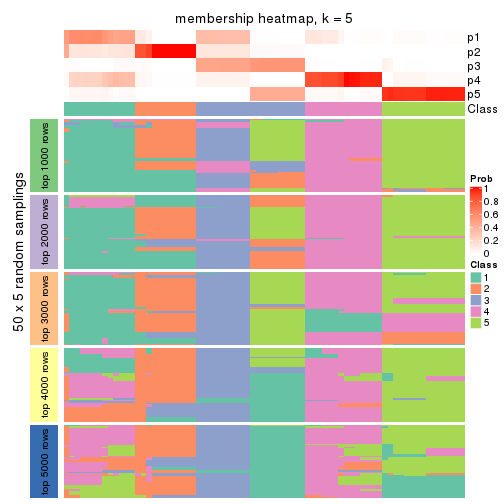 membership heatmap, k = 5
p1
p2
p3
p4
p5
Class
50 x 5 random samplings
top 1000 rows
top 2000 rows
top 3000 rows
top 4000 rows
top 5000 rows
Prob
1
0.8
0.6
0.4
0.2
0
Class
1
2
3
4
5